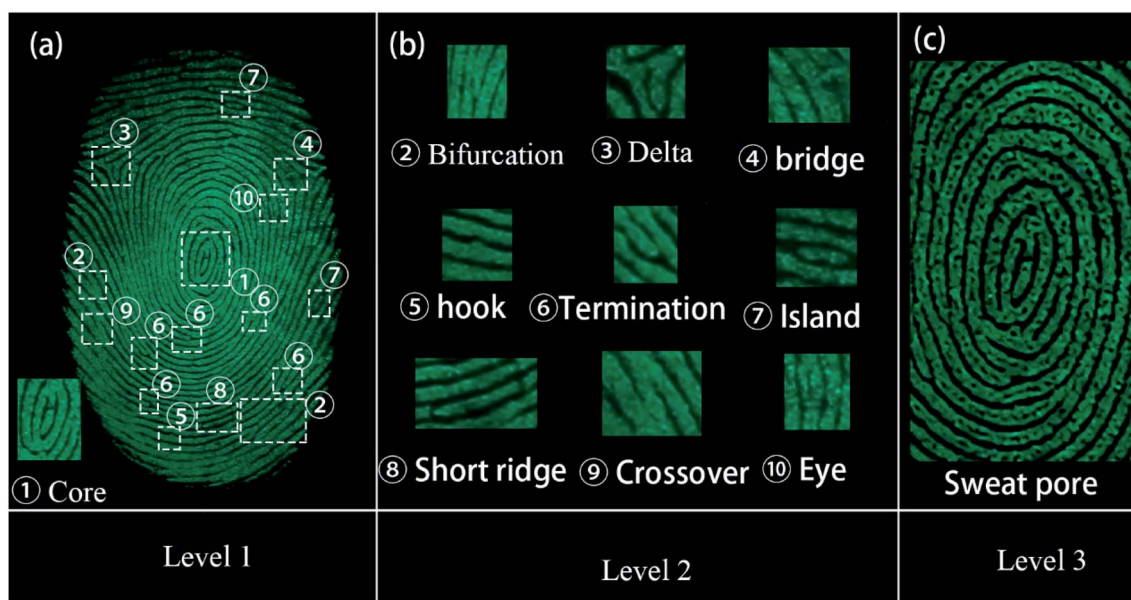 (a)
⑦
③
④
⑩
②
①
⑦
⑨
⑥
⑥
⑥
⑥
⑥
⑧
②
⑤
① Core
(b)
② Bifurcation
③ Delta
④ bridge
⑤ hook
⑥ Termination
⑦ Island
⑧ Short ridge
⑨ Crossover
⑩ Eye
(c)
Sweat pore
Level 1
Level 2
Level 3